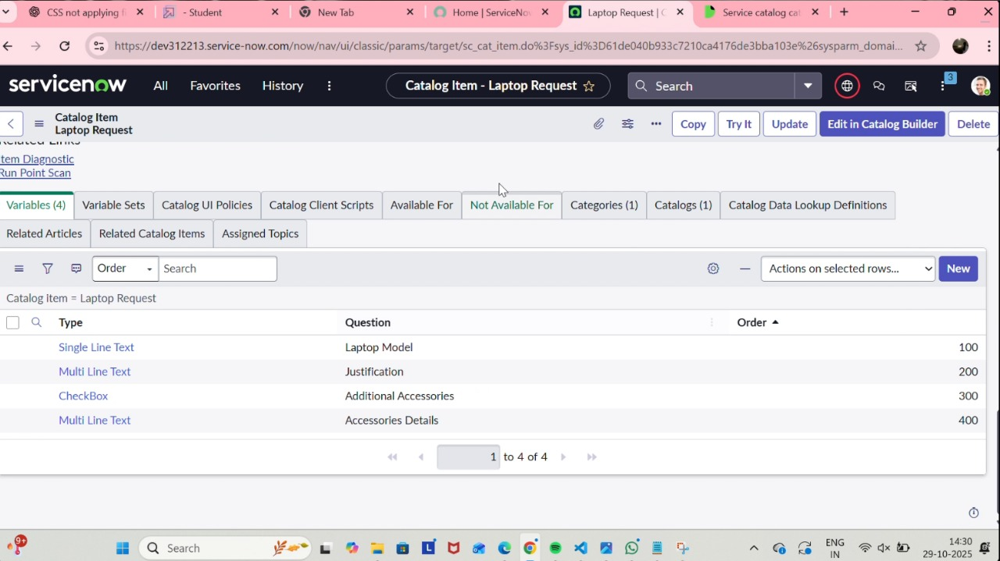 CSS not applying fi
- Student
New Tab
Home | ServiceNo
Laptop Request | C
Service catalog cat
https://dev312213.service-now.com/now/nav/ui/classic/params/target/sc_cat_item.do%3Fsys_id%3D61de040b933c7210ca4176de3bba103e%26sysparm_domai...
servicenow
All
Favorites
History
Catalog Item - Laptop Request
Search
3
Catalog Item
Laptop Request
Copy
Try It
Update
Edit in Catalog Builder
Delete
Related Links
tem Diagnostic
Run Point Scan
Variables (4)
Variable Sets
Catalog UI Policies
Catalog Client Scripts
Available For
Not Available For
Categories (1)
Catalogs (1)
Catalog Data Lookup Definitions
Related Articles
Related Catalog Items
Assigned Topics
Order
Search
Actions on selected rows...
New
Catalog Item = Laptop Request
Type Question Order
Single Line Text Laptop Model 100
Multi Line Text Justification 200
CheckBox Additional Accessories 300
Multi Line Text Accessories Details 400
1 to 4 of 4
9+
Search
ENG
IN
14:30
29-10-2025